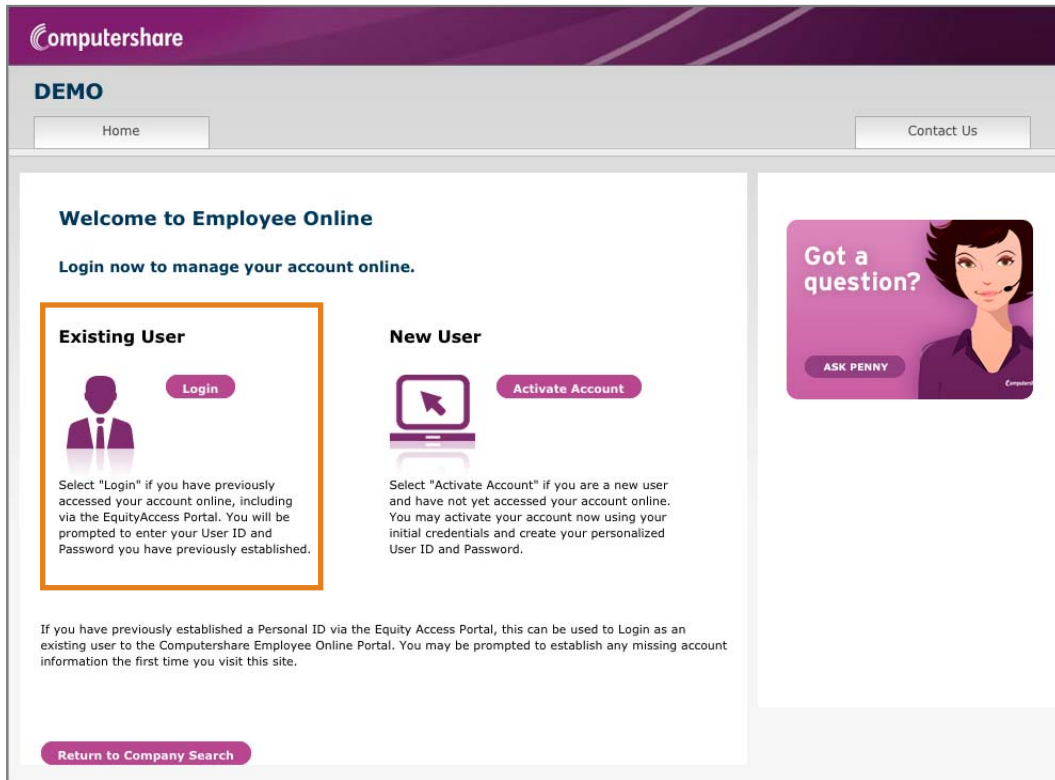 Computershare
DEMO
Home
Contact Us
Welcome to Employee Online
Login now to manage your account online.
Existing User
Login
Select "Login" if you have previously
accessed your account online, including
via the EquityAccess Portal. You will be
prompted to enter your User ID and
Password you have previously established.
New User
Activate Account
Select "Activate Account" if you are a new user
and have not yet accessed your account online.
You may activate your account now using your
initial credentials and create your personalized
User ID and Password.
If you have previously established a Personal ID via the Equity Access Portal, this can be used to Login as an
existing user to the Computershare Employee Online Portal. You may be prompted to establish any missing account
information the first time you visit this site.
Return to Company Search
Got a
question?
ASK PENNY